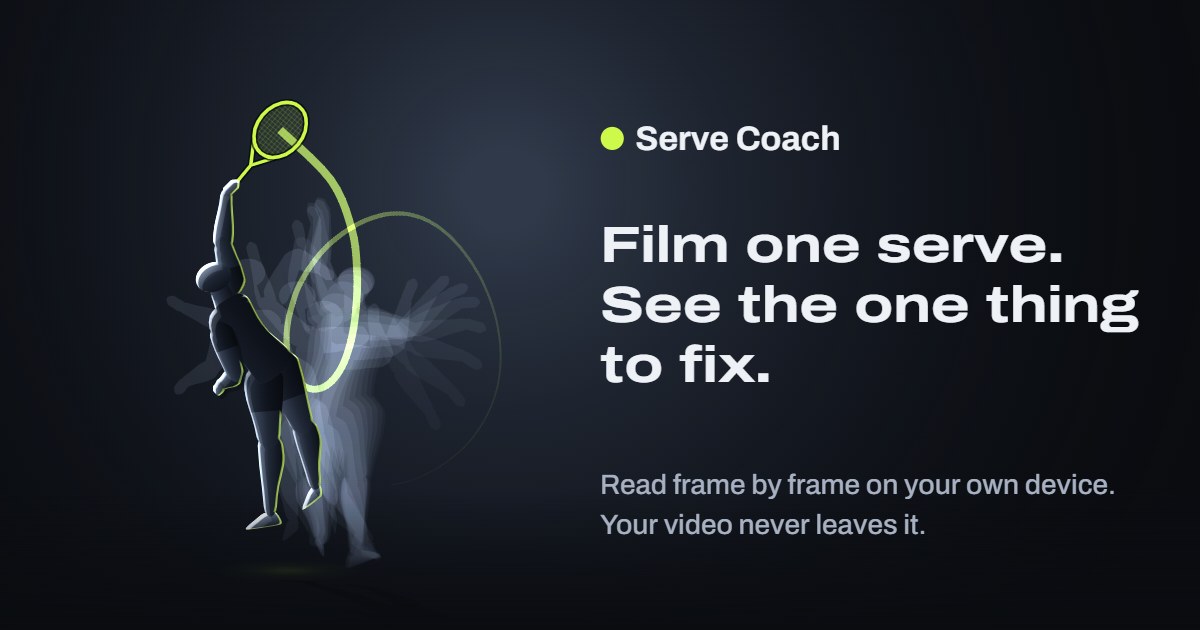 Serve Coach
Film one serve.
See the one thing
to fix.
Read frame by frame on your own device.
Your video never leaves it.